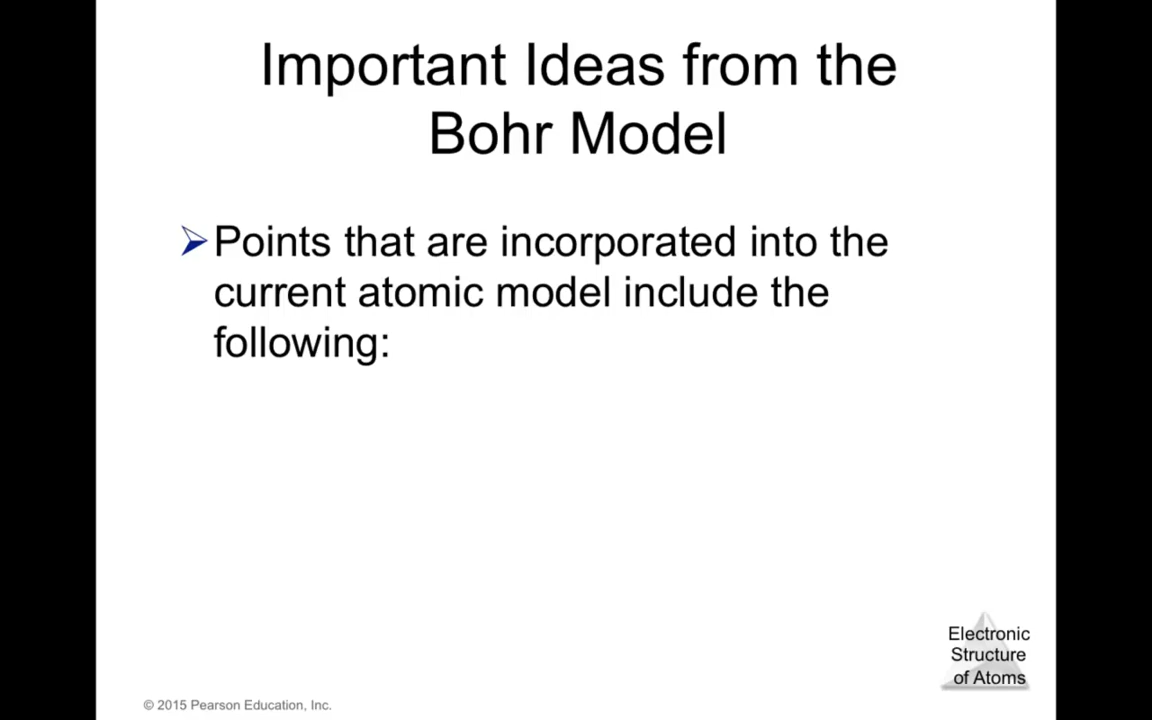 Important Ideas from the
Bohr Model
Points that are incorporated into the
current atomic model include the
following:
Electronic
Structure
of Atoms
© 2015 Pearson Education, Inc.